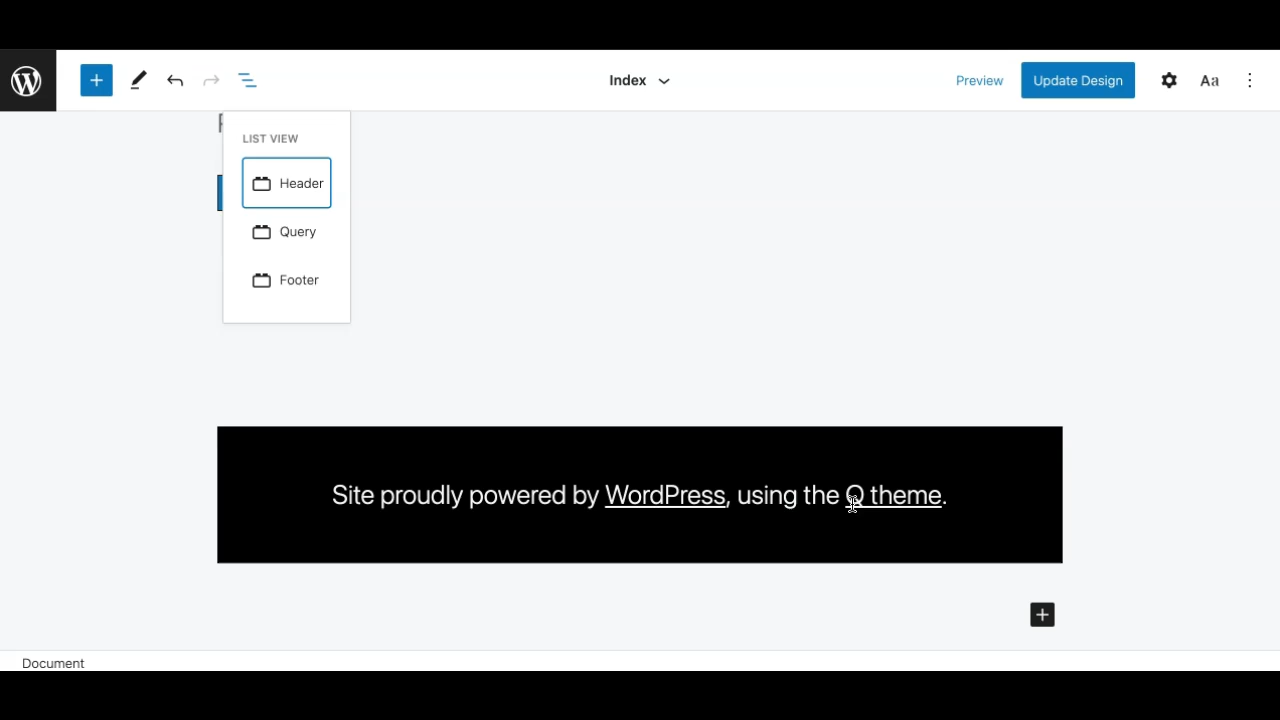 Index
Preview
Update Design
Aa
LIST VIEW
Header
Query
Footer
Site proudly powered by WordPress, using the Q theme.
Document